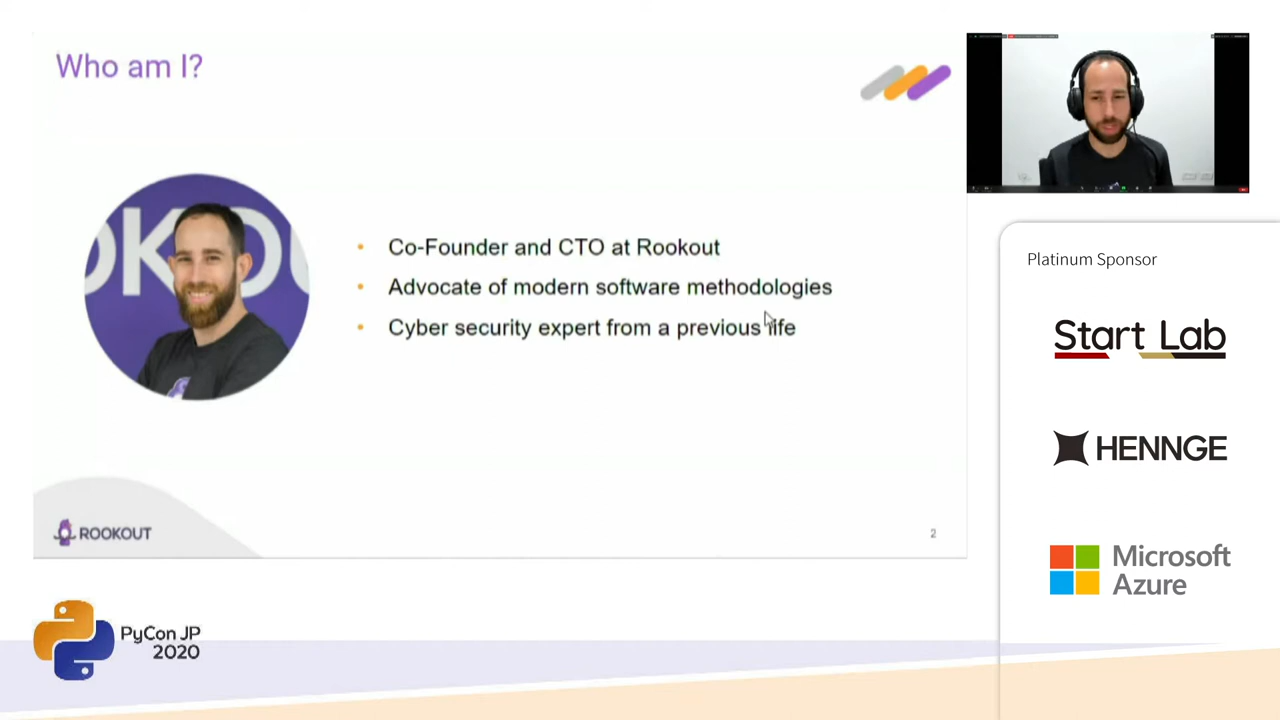 Who am I?
OKOU
Co-Founder and CTO at Rookout
Advocate of modern software methodologies
Cyber security expert from a previous life
ROOKOUT
2
Platinum Sponsor
Start Lab
HENNGE
Microsoft
Azure
PyCon JP
2020